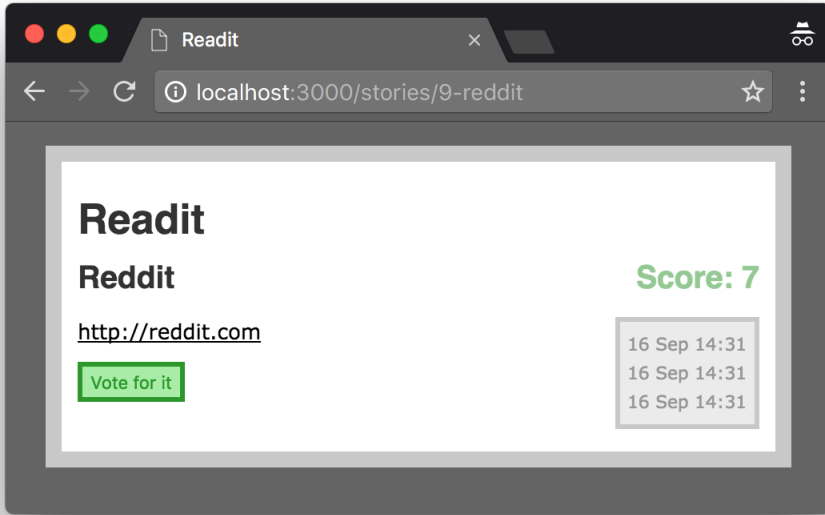 Readit
localhost:3000/stories/9-reddit
Readit
Reddit
Score: 7
http://reddit.com
Vote for it
16 Sep 14:31
16 Sep 14:31
16 Sep 14:31